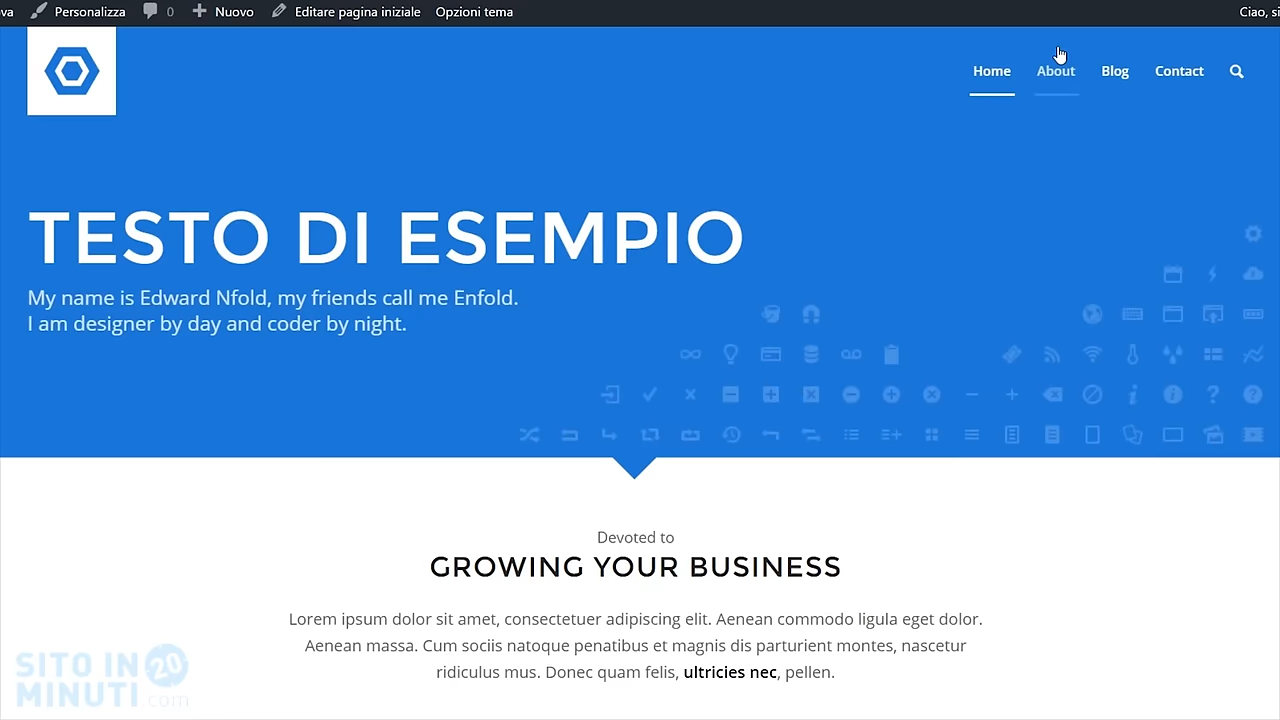 va Personalizza 0 Nuovo Editare pagina iniziale Opzioni tema Ciao, si
Home About Blog Contact
TESTO DI ESEMPIO
My name is Edward Nfold, my friends call me Enfold.
I am designer by day and coder by night.
Devoted to
GROWING YOUR BUSINESS
Lorem ipsum dolor sit amet, consectetuer adipiscing elit. Aenean commodo ligula eget dolor.
Aenean massa. Cum sociis natoque penatibus et magnis dis parturient montes, nascetur
ridiculus mus. Donec quam felis, ultricies nec, pellen.
SITO IN 20
MINUTI.com